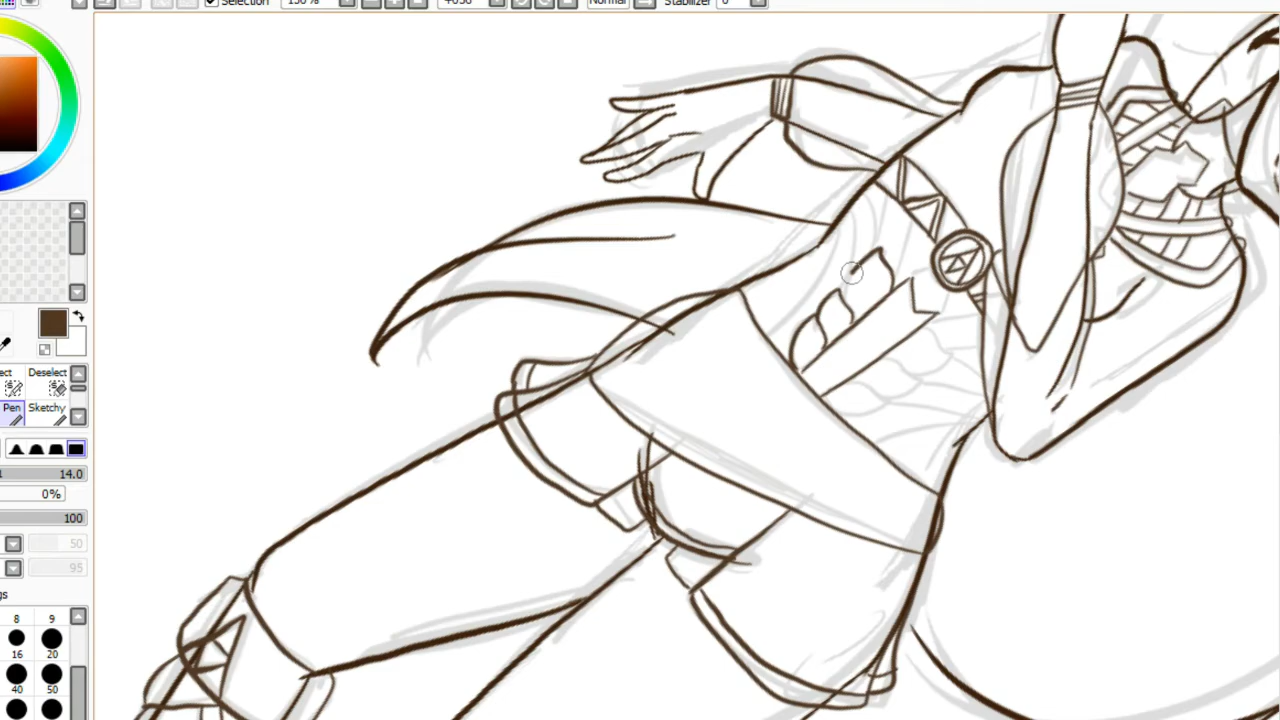 Selection 150% +030 Normal Stabilizer 0
Deselect
Pen Sketchy
14.0
0%
100
50
95
8 9
16 20
40 50